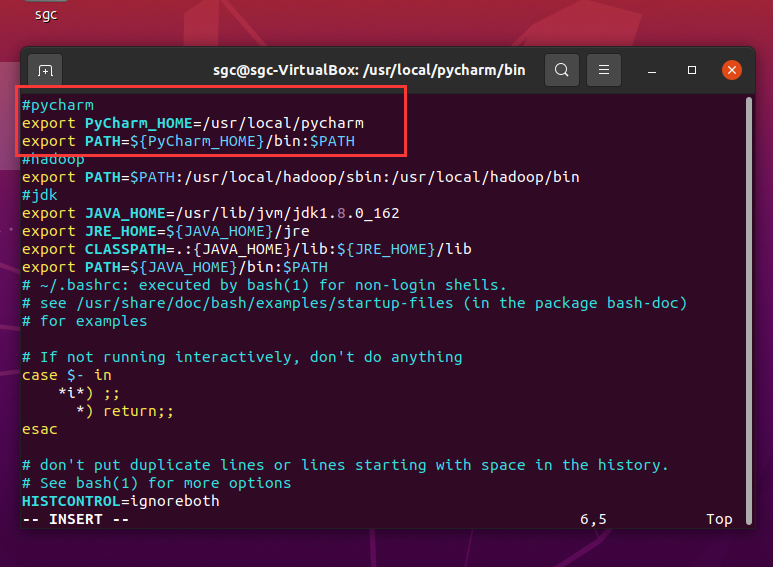 sgc
sgc@sgc-VirtualBox: /usr/local/pycharm/bin
#pycharm
export PyCharm_HOME=/usr/local/pycharm
export PATH=${PyCharm_HOME}/bin:$PATH
#hadoop
export PATH=$PATH:/usr/local/hadoop/sbin:/usr/local/hadoop/bin
#jdk
export JAVA_HOME=/usr/lib/jvm/jdk1.8.0_162
export JRE_HOME=${JAVA_HOME}/jre
export CLASSPATH=.:{JAVA_HOME}/lib:${JRE_HOME}/lib
export PATH=${JAVA_HOME}/bin:$PATH
# ~/.bashrc: executed by bash(1) for non-login shells.
# see /usr/share/doc/bash/examples/startup-files (in the package bash-doc)
# for examples
# If not running interactively, don't do anything
case $- in
    *i*) ;;
      *) return;;
esac
# don't put duplicate lines or lines starting with space in the history.
# See bash(1) for more options
HISTCONTROL=ignoreboth
-- INSERT -- 6,5 Top